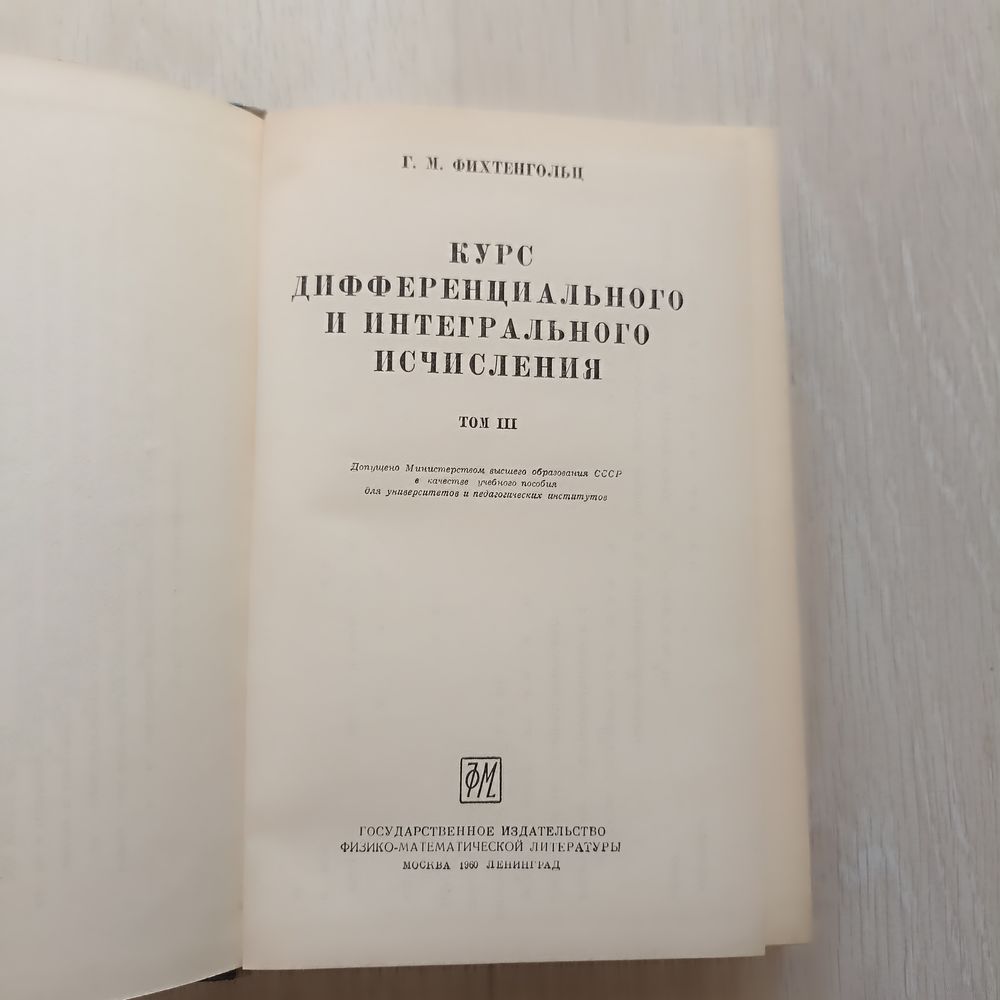 Г. М. ФИХТЕНГОЛЬЦ
КУРС
ДИФФЕРЕНЦИАЛЬНОГО
И ИНТЕГРАЛЬНОГО
ИСЧИСЛЕНИЯ
ТОМ III
Допущено Министерством высшего образования СССР
в качестве учебного пособия
для университетов и педагогических институтов
ФМЛ
ГОСУДАРСТВЕННОЕ ИЗДАТЕЛЬСТВО
ФИЗИКО-МАТЕМАТИЧЕСКОЙ ЛИТЕРАТУРЫ
МОСКВА 1960 ЛЕНИНГРАД